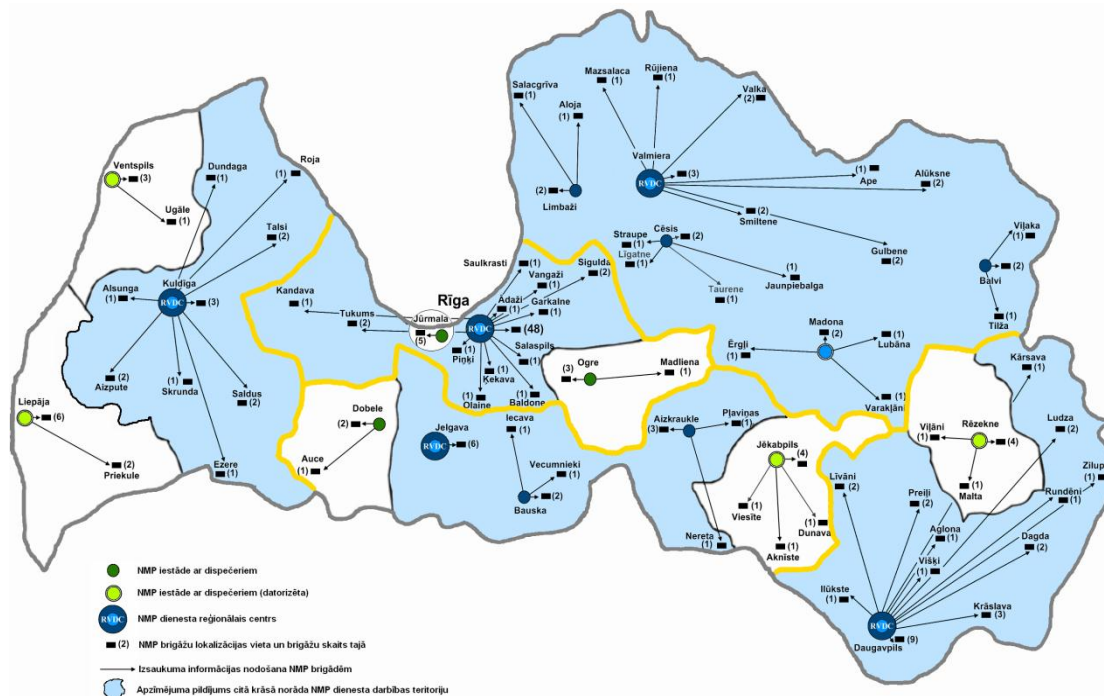 Mazsalaca
(1)
Rūjiena
(1)
Salacgrīva
(1)
Valka
(2)
Aloja
(1)
Valmiera
RVDC
(3)
Limbaži
(2)
Ape
(1)
Alūksne
(2)
Smiltene
(2)
Gulbene
(2)
Cēsis
(2)
Straupe
(1)
Līgatne
(1)
Taurene
(1)
Jaunpiebalga
(1)
Viļaka
(1)
Balvi
(2)
Tilža
(1)
Ventspils
(3)
Ugāle
(1)
Dundaga
(1)
Roja
(1)
Talsi
(2)
Alsunga
(1)
Kuldīga
RVDC
(3)
Aizpute
(2)
Skrunda
(1)
Saldus
(2)
Ezere
(1)
Liepāja
(6)
Priekule
(2)
Kandava
(1)
Tukums
(2)
Jūrmala
(5)
Rīga
RVDC
(48)
Saulkrasti
(1)
Vangaži
(1)
Sigulda
(2)
Ādaži
(1)
Garkalne
(1)
Salaspils
(1)
Piņķi
(1)
Ķekava
(1)
Olaine
(1)
Baldone
(1)
Ogre
(3)
Madliena
(1)
Madona
(2)
Ērgļi
(1)
Lubāna
(1)
Varakļāni
(1)
Dobele
(2)
Auce
(1)
Jelgava
RVDC
(6)
Iecava
(1)
Vecumnieki
(1)
Bauska
(2)
Aizkraukle
(3)
Pļaviņas
(1)
Nereta
(1)
Jēkabpils
(4)
Viesīte
(1)
Aknīste
(1)
Dunava
(1)
Kārsava
(1)
Ludza
(2)
Rēzekne
(4)
Viļāni
(1)
Malta
(1)
Zilup
(1)
Rundēni
(1)
Līvāni
(2)
Preiļi
(2)
Aglona
(1)
Višķi
(1)
Dagda
(2)
Ilūkste
(1)
Krāslava
(3)
RVDC
Daugavpils
(9)
NMP iestāde ar dispečeriem
NMP iestāde ar dispečeriem (datorizēta)
RVDC
NMP dienesta reģionālais centrs
(2) NMP brigāžu lokalizācijas vieta un brigāžu skaits tajā
Izsaukuma informācijas nodošana NMP brigādēm
Apzīmējuma pildījums citā krāsā norāda NMP dienesta darbības teritoriju